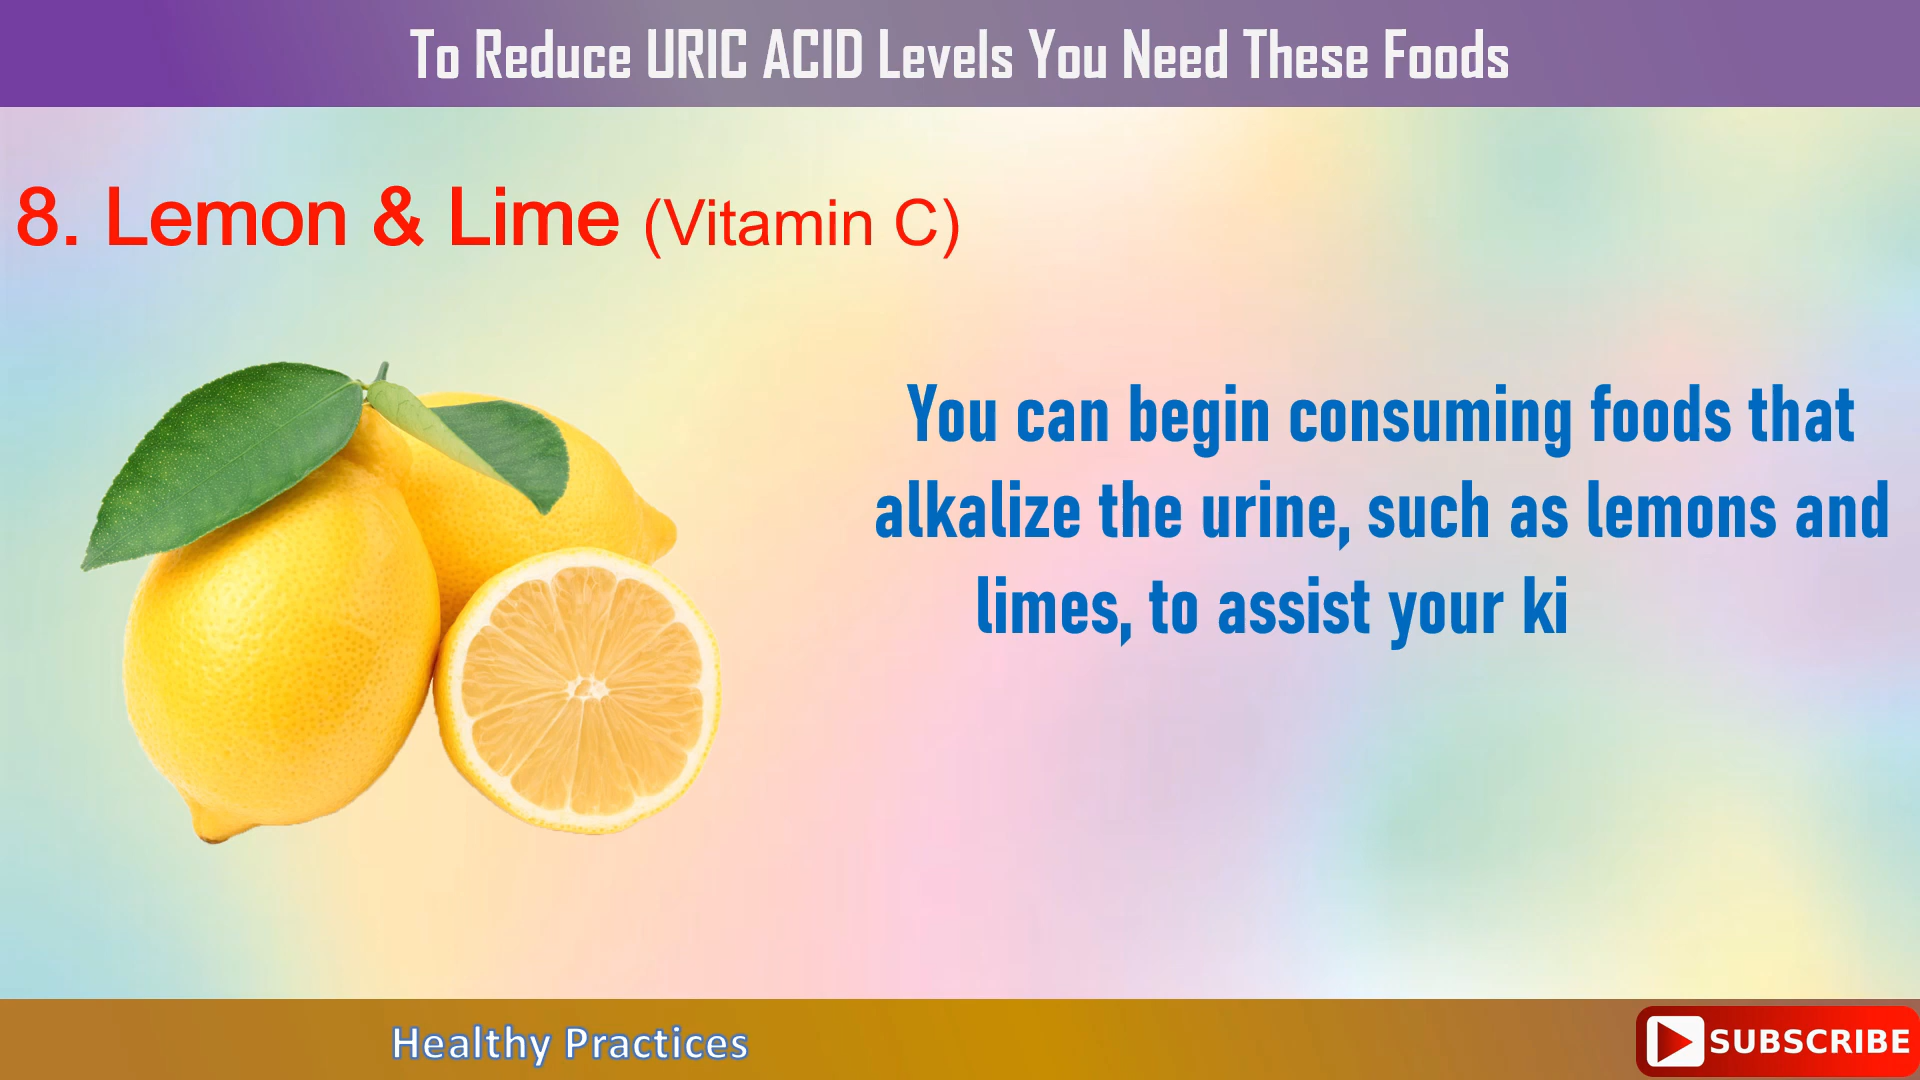 To Reduce URIC ACID Levels You Need These Foods
8. Lemon & Lime (Vitamin C)
You can begin consuming foods that
alkalize the urine, such as lemons and
limes, to assist your ki
Healthy Practices
SUBSCRIBE